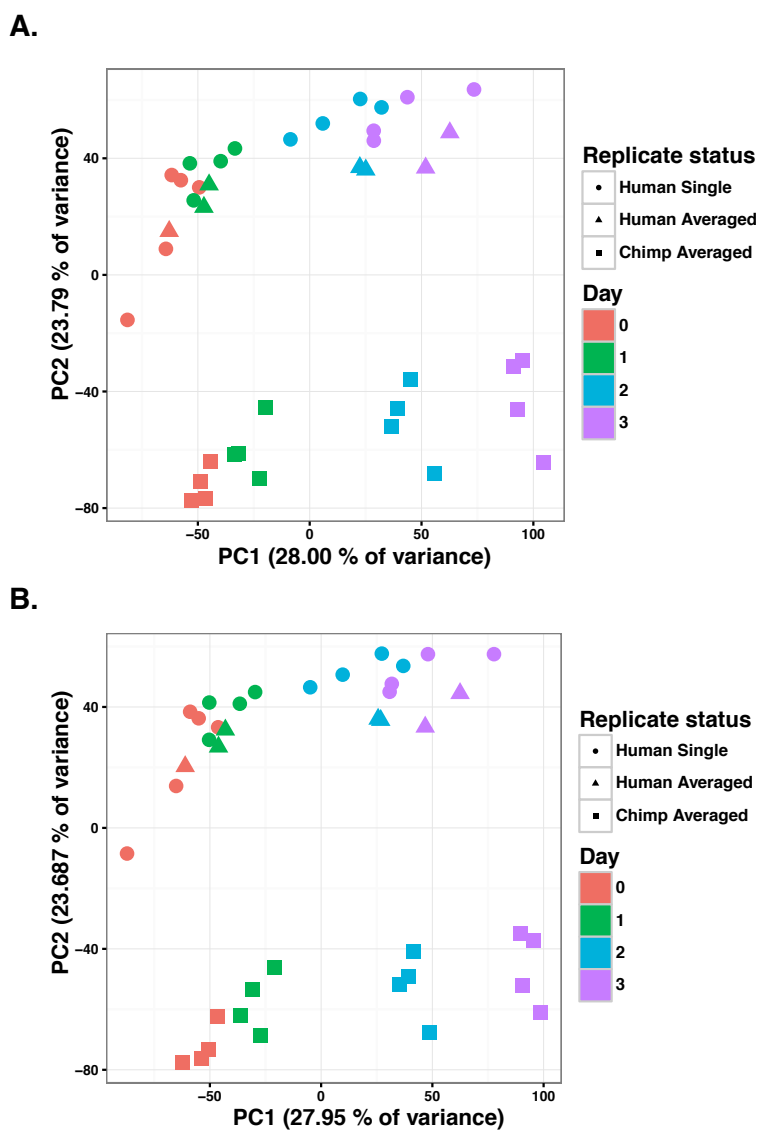 A.
40
0
−40
−80
−50
0
50
100
PC1 (28.00 % of variance)
PC2 (23.79 % of variance)
Replicate status
Human Single
Human Averaged
Chimp Averaged
Day
0
1
2
3
B.
40
0
−40
−80
−50
0
50
100
PC1 (27.95 % of variance)
PC2 (23.687 % of variance)
Replicate status
Human Single
Human Averaged
Chimp Averaged
Day
0
1
2
3